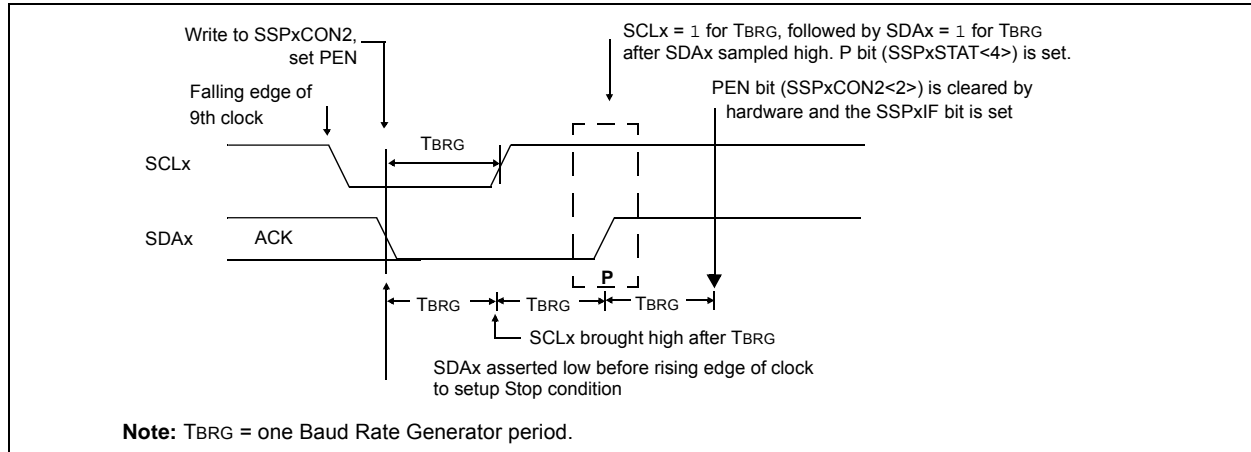 Write to SSPxCON2,
set PEN
SCLx = 1 for TBRG, followed by SDAx = 1 for TBRG
after SDAx sampled high. P bit (SSPxSTAT<4>) is set.
Falling edge of
9th clock
PEN bit (SSPxCON2<2>) is cleared by
hardware and the SSPxIF bit is set
TBRG
SCLx
SDAx
ACK
P
TBRG
TBRG
TBRG
SCLx brought high after TBRG
SDAx asserted low before rising edge of clock
to setup Stop condition
Note: TBRG = one Baud Rate Generator period.